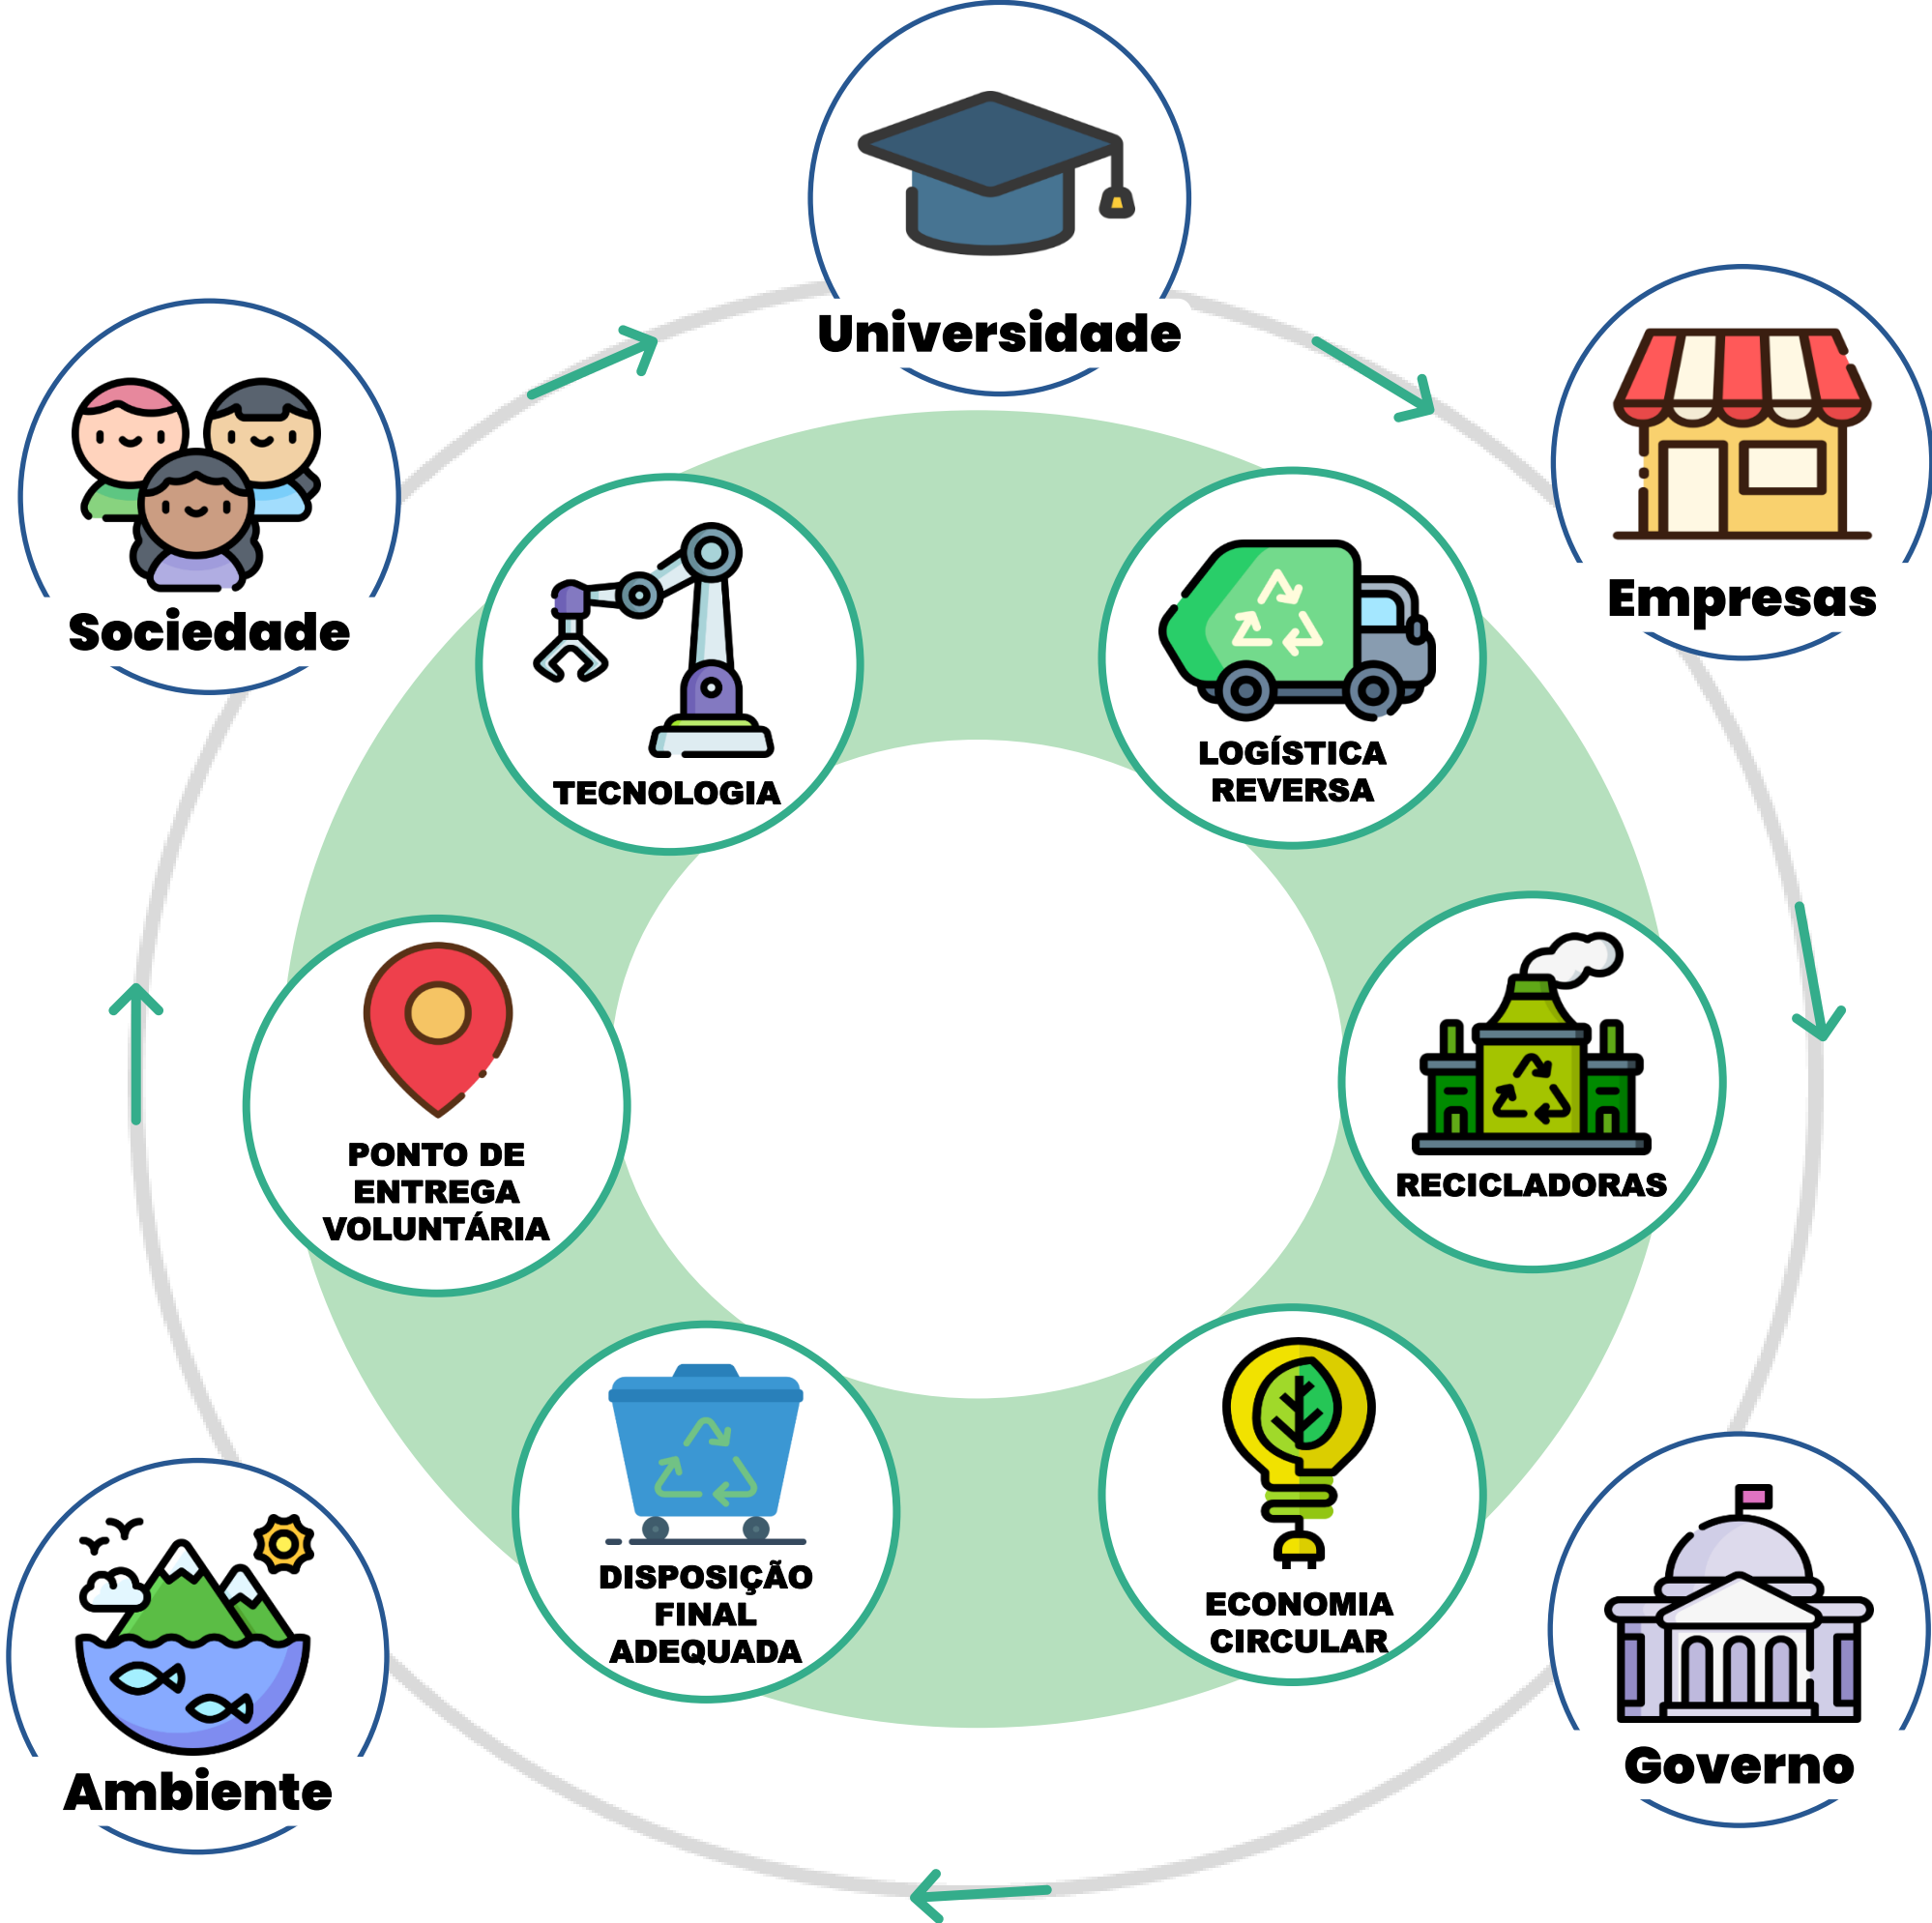 Universidade
Empresas
Sociedade
TECNOLOGIA
LOGÍSTICA
REVERSA
PONTO DE
ENTREGA
VOLUNTÁRIA
RECICLADORAS
DISPOSIÇÃO
FINAL
ADEQUADA
ECONOMIA
CIRCULAR
Ambiente
Governo